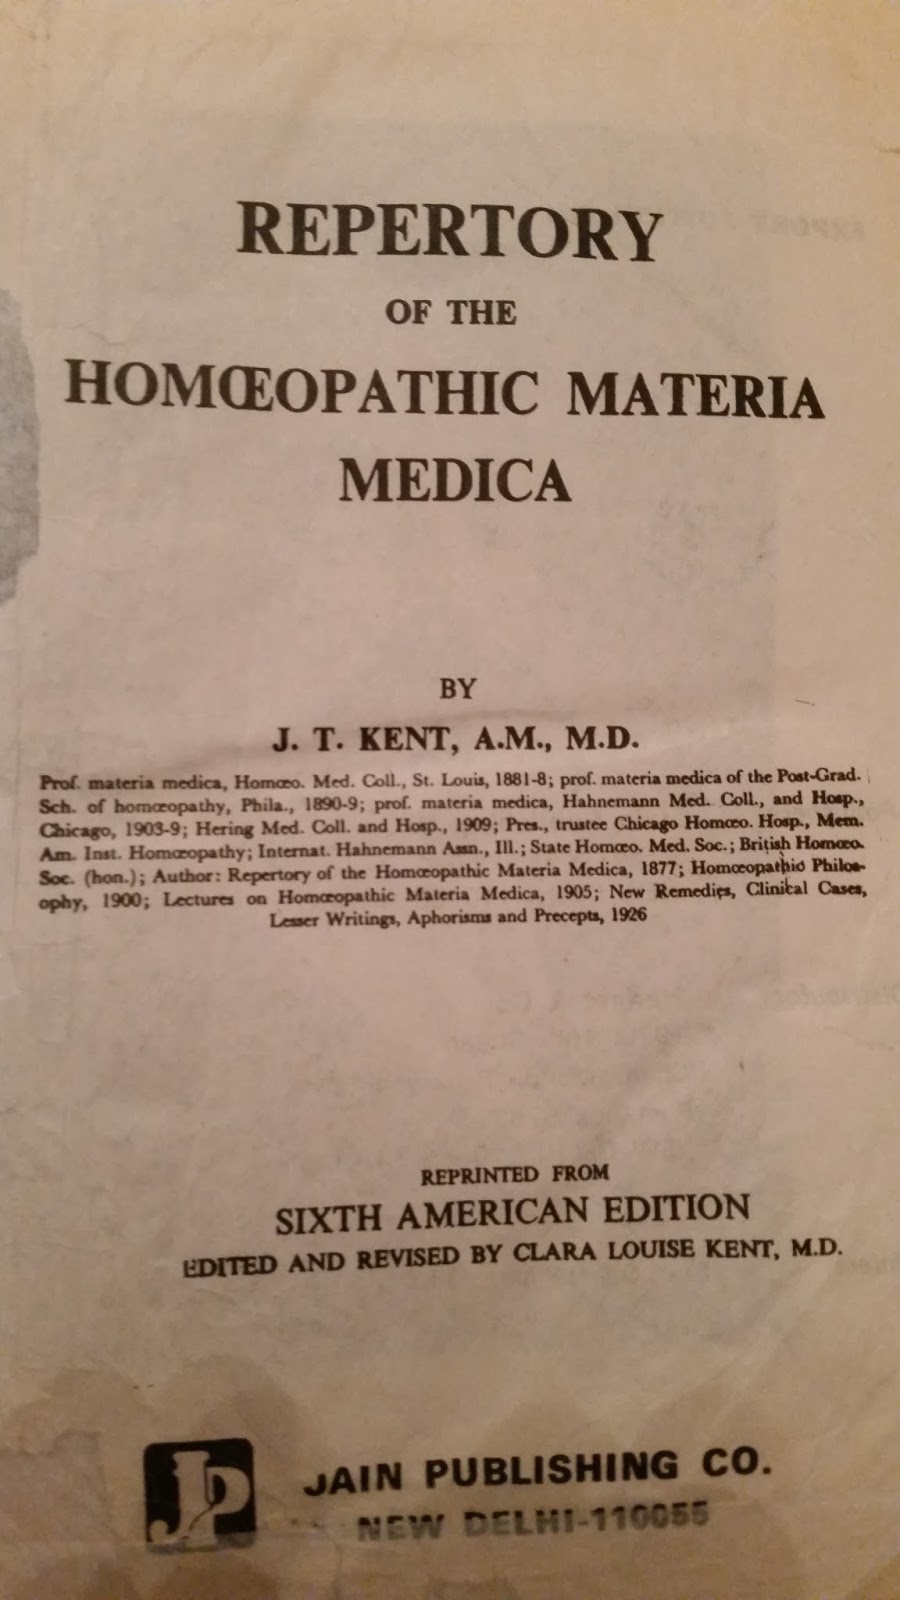 REPERTORY
OF THE
HOMŒOPATHIC MATERIA
MEDICA
BY
J. T. KENT, A.M., M.D.
Prof. materia medica, Homœo. Med. Coll., St. Louis, 1881-8; prof. materia medica of the Post-Grad.
Sch. of homœopathy, Phila., 1890-9; prof. materia medica, Hahnemann Med. Coll., and Hosp.,
Chicago, 1903-9; Hering Med. Coll. and Hosp., 1909; Pres., trustee Chicago Homœo. Hosp., Mem.
Am. Inst. Homœopathy; Internat. Hahnemann Assn., Ill.; State Homœo. Med. Soc.; British Homœo.
Soc. (hon.); Author: Repertory of the Homœopathic Materia Medica, 1877; Homœopathic Philos-
ophy, 1900; Lectures on Homœopathic Materia Medica, 1905; New Remedies, Clinical Cases,
Lesser Writings, Aphorisms and Precepts, 1926
REPRINTED FROM
SIXTH AMERICAN EDITION
EDITED AND REVISED BY CLARA LOUISE KENT, M.D.
JP
JAIN PUBLISHING CO.
NEW DELHI-110055